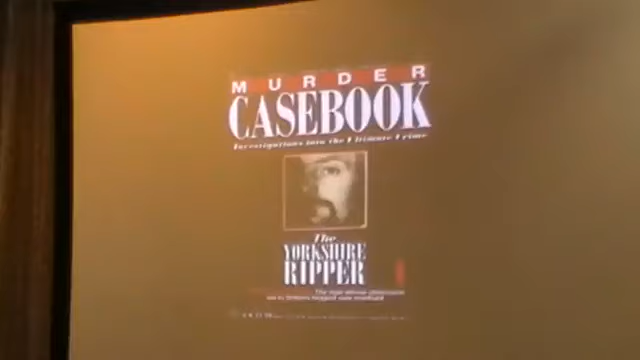 MURDER
CASEBOOK
Investigations into the Ultimate Crime
The
YORKSHIRE
RIPPER